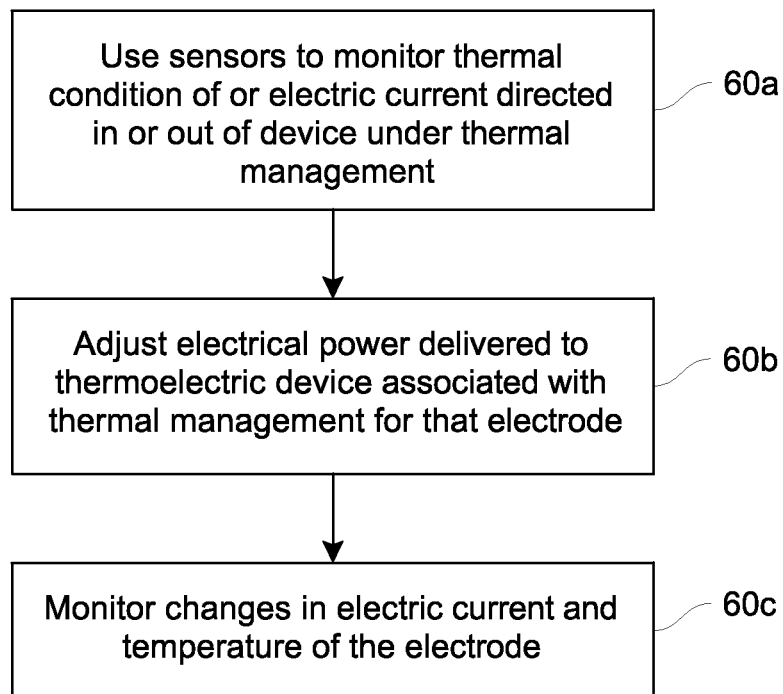 Use sensors to monitor thermal
condition of or electric current directed
in or out of device under thermal
management
60a
Adjust electrical power delivered to
thermoelectric device associated with
thermal management for that electrode
60b
Monitor changes in electric current and
temperature of the electrode
60c